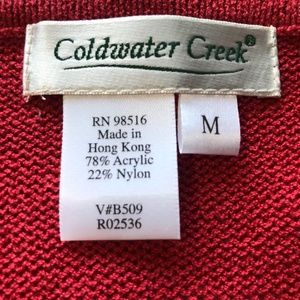 Coldwater Creek®
RN 98516
Made in
Hong Kong
78% Acrylic
22% Nylon
V#B509
R02536
M